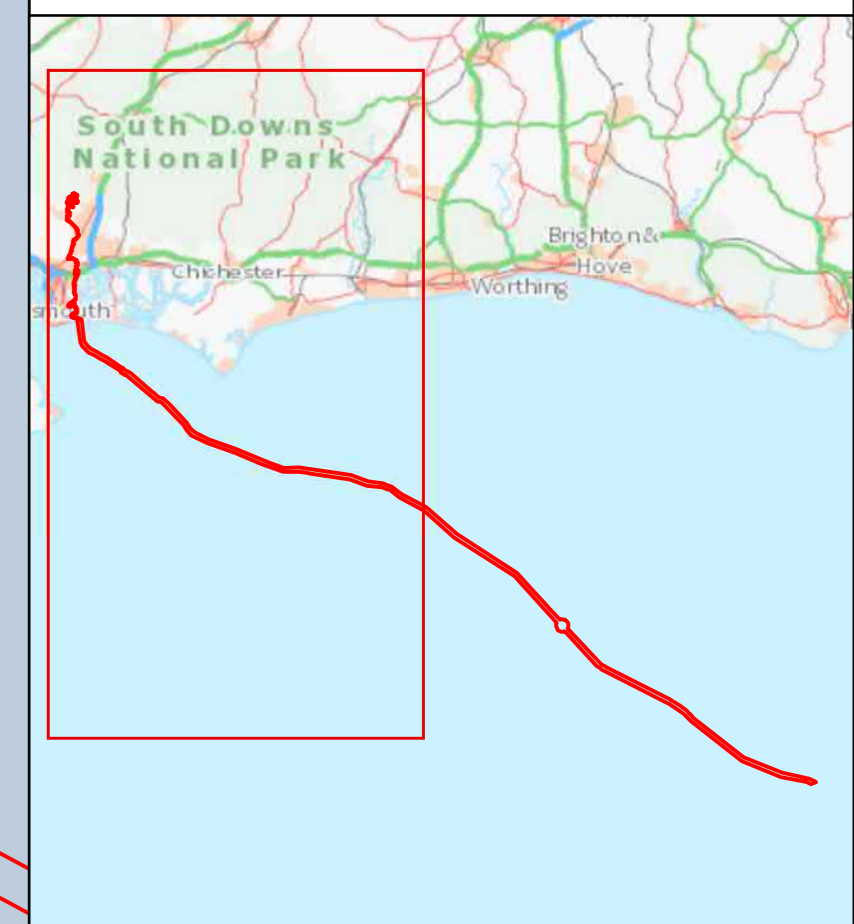 South Downs
National Park
Brighton &
Hove
Chichester
Worthing
smouth